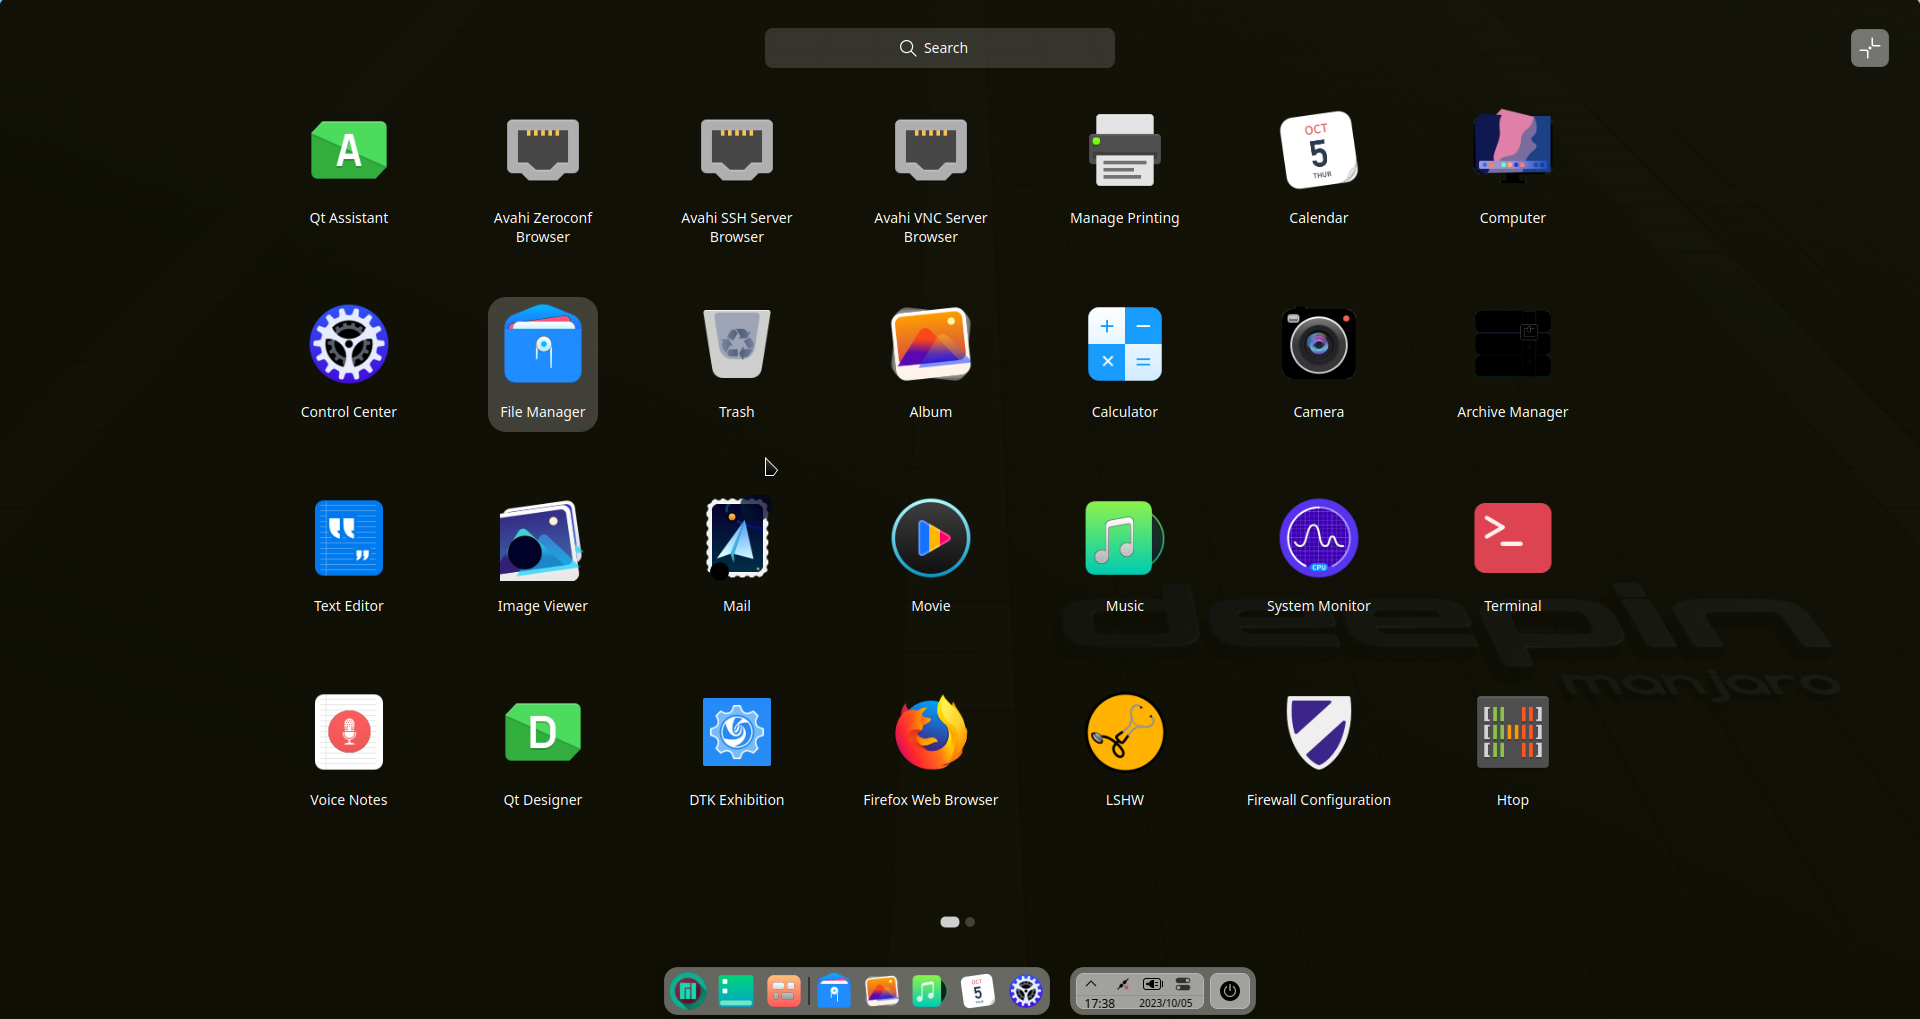 Search
OCT
5
THUR
A
Qt Assistant
Avahi Zeroconf
Browser
Avahi SSH Server
Browser
Avahi VNC Server
Browser
Manage Printing
Calendar
Computer
Control Center
File Manager
Trash
Album
Calculator
Camera
Archive Manager
CPU
Text Editor
Image Viewer
Mail
Movie
Music
System Monitor
Terminal
deepin
manjaro
D
Voice Notes
Qt Designer
DTK Exhibition
Firefox Web Browser
LSHW
Firewall Configuration
Htop
OCT
5
17:38
2023/10/05